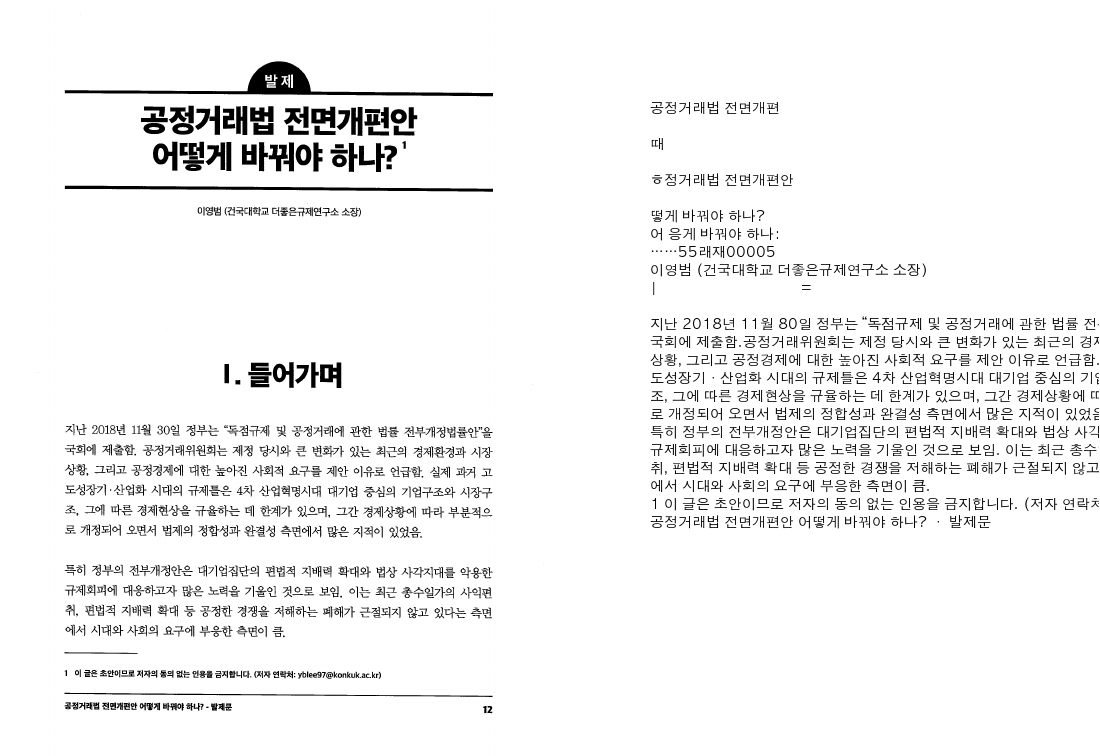 발제
공정거래법 전면개편안
어떻게 바꿔야 하나?1
이영범 (건국대학교 더좋은규제연구소 소장)
I. 들어가며
지난 2018년 11월 30일 정부는 “독점규제 및 공정거래에 관한 법률 전부개정법률안”을
국회에 제출함. 공정거래위원회는 제정 당시와 큰 변화가 있는 최근의 경제환경과 시장
상황, 그리고 공정경제에 대한 높아진 사회적 요구를 제안 이유로 언급함. 실제 과거 고
도성장기·산업화 시대의 규제틀은 4차 산업혁명시대 대기업 중심의 기업구조와 시장구
조, 그에 따른 경제현상을 규율하는 데 한계가 있으며, 그간 경제상황에 따라 부분적으
로 개정되어 오면서 법제의 정합성과 완결성 측면에서 많은 지적이 있었음.
특히 정부의 전부개정안은 대기업집단의 편법적 지배력 확대와 법상 사각지대를 악용한
규제회피에 대응하고자 많은 노력을 기울인 것으로 보임. 이는 최근 총수일가의 사익편
취, 편법적 지배력 확대 등 공정한 경쟁을 저해하는 폐해가 근절되지 않고 있다는 측면
에서 시대와 사회의 요구에 부응한 측면이 큼.
1 이 글은 초안이므로 저자의 동의 없는 인용을 금지합니다. (저자 연락처: yblee97@konkuk.ac.kr)
공정거래법 전면개편안 어떻게 바꿔야 하나? - 발제문
12
공정거래법 전면개편
때
ㅎ정거래법 전면개편안
떻게 바꿔야 하나?
어 응게 바꿔야 하나:
……55래재00005
이영범 (건국대학교 더좋은규제연구소 소장)
| =
지난 2018년 11월 80일 정부는 “독점규제 및 공정거래에 관한 법률 전
국회에 제출함.공정거래위원회는 제정 당시와 큰 변화가 있는 최근의 경제
상황, 그리고 공정경제에 대한 높아진 사회적 요구를 제안 이유로 언급함.
도성장기 · 산업화 시대의 규제틀은 4차 산업혁명시대 대기업 중심의 기업
조, 그에 따른 경제현상을 규율하는 데 한계가 있으며, 그간 경제상황에 따
로 개정되어 오면서 법제의 정합성과 완결성 측면에서 많은 지적이 있었음
특히 정부의 전부개정안은 대기업집단의 편법적 지배력 확대와 법상 사각
규제회피에 대응하고자 많은 노력을 기울인 것으로 보임. 이는 최근 총수
취, 편법적 지배력 확대 등 공정한 경쟁을 저해하는 폐해가 근절되지 않고
에서 시대와 사회의 요구에 부응한 측면이 큼.
1 이 글은 초안이므로 저자의 동의 없는 인용을 금지합니다. (저자 연락처
공정거래법 전면개편안 어떻게 바꿔야 하나? · 발제문